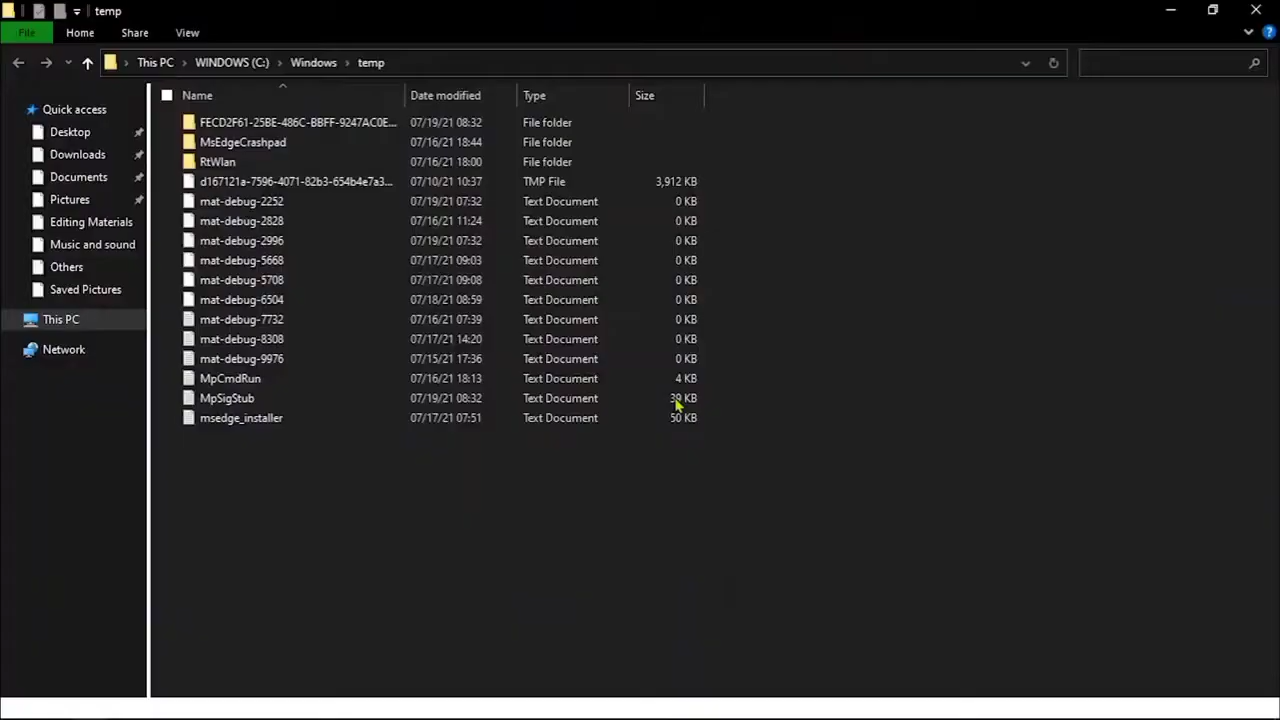 temp
File Home Share View
This PC WINDOWS (C:) Windows temp
Name Date modified Type Size
Quick access
Desktop
Downloads
Documents
Pictures
Editing Materials
Music and sound
Others
Saved Pictures
This PC
Network
FECD2F61-25BE-486C-BBFF-9247AC0E... 07/19/21 08:32 File folder
MsEdgeCrashpad 07/16/21 18:44 File folder
RtWlan 07/16/21 18:00 File folder
d167121a-7596-4071-82b3-654b4e7a3... 07/10/21 10:37 TMP File 3,912 KB
mat-debug-2252 07/19/21 07:32 Text Document 0 KB
mat-debug-2828 07/16/21 11:24 Text Document 0 KB
mat-debug-2996 07/19/21 07:32 Text Document 0 KB
mat-debug-5668 07/17/21 09:03 Text Document 0 KB
mat-debug-5708 07/17/21 09:08 Text Document 0 KB
mat-debug-6504 07/18/21 08:59 Text Document 0 KB
mat-debug-7732 07/16/21 07:39 Text Document 0 KB
mat-debug-8308 07/17/21 14:20 Text Document 0 KB
mat-debug-9976 07/15/21 17:36 Text Document 0 KB
MpCmdRun 07/16/21 18:13 Text Document 4 KB
MpSigStub 07/19/21 08:32 Text Document 39 KB
msedge_installer 07/17/21 07:51 Text Document 50 KB